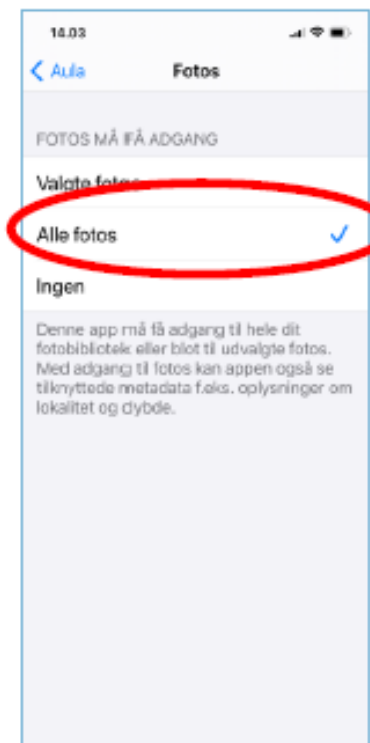 14.03
Aula
Fotos
FOTOS MÅ FÅ ADGANG
Valgte fotos
Alle fotos
Ingen
Denne app må få adgang til hele dit
fotobibliotek eller blot til udvalgte fotos.
Med adgang til fotos kan appen også se
tilknyttede metadata f.eks. oplysninger om
lokalitet og dybde.